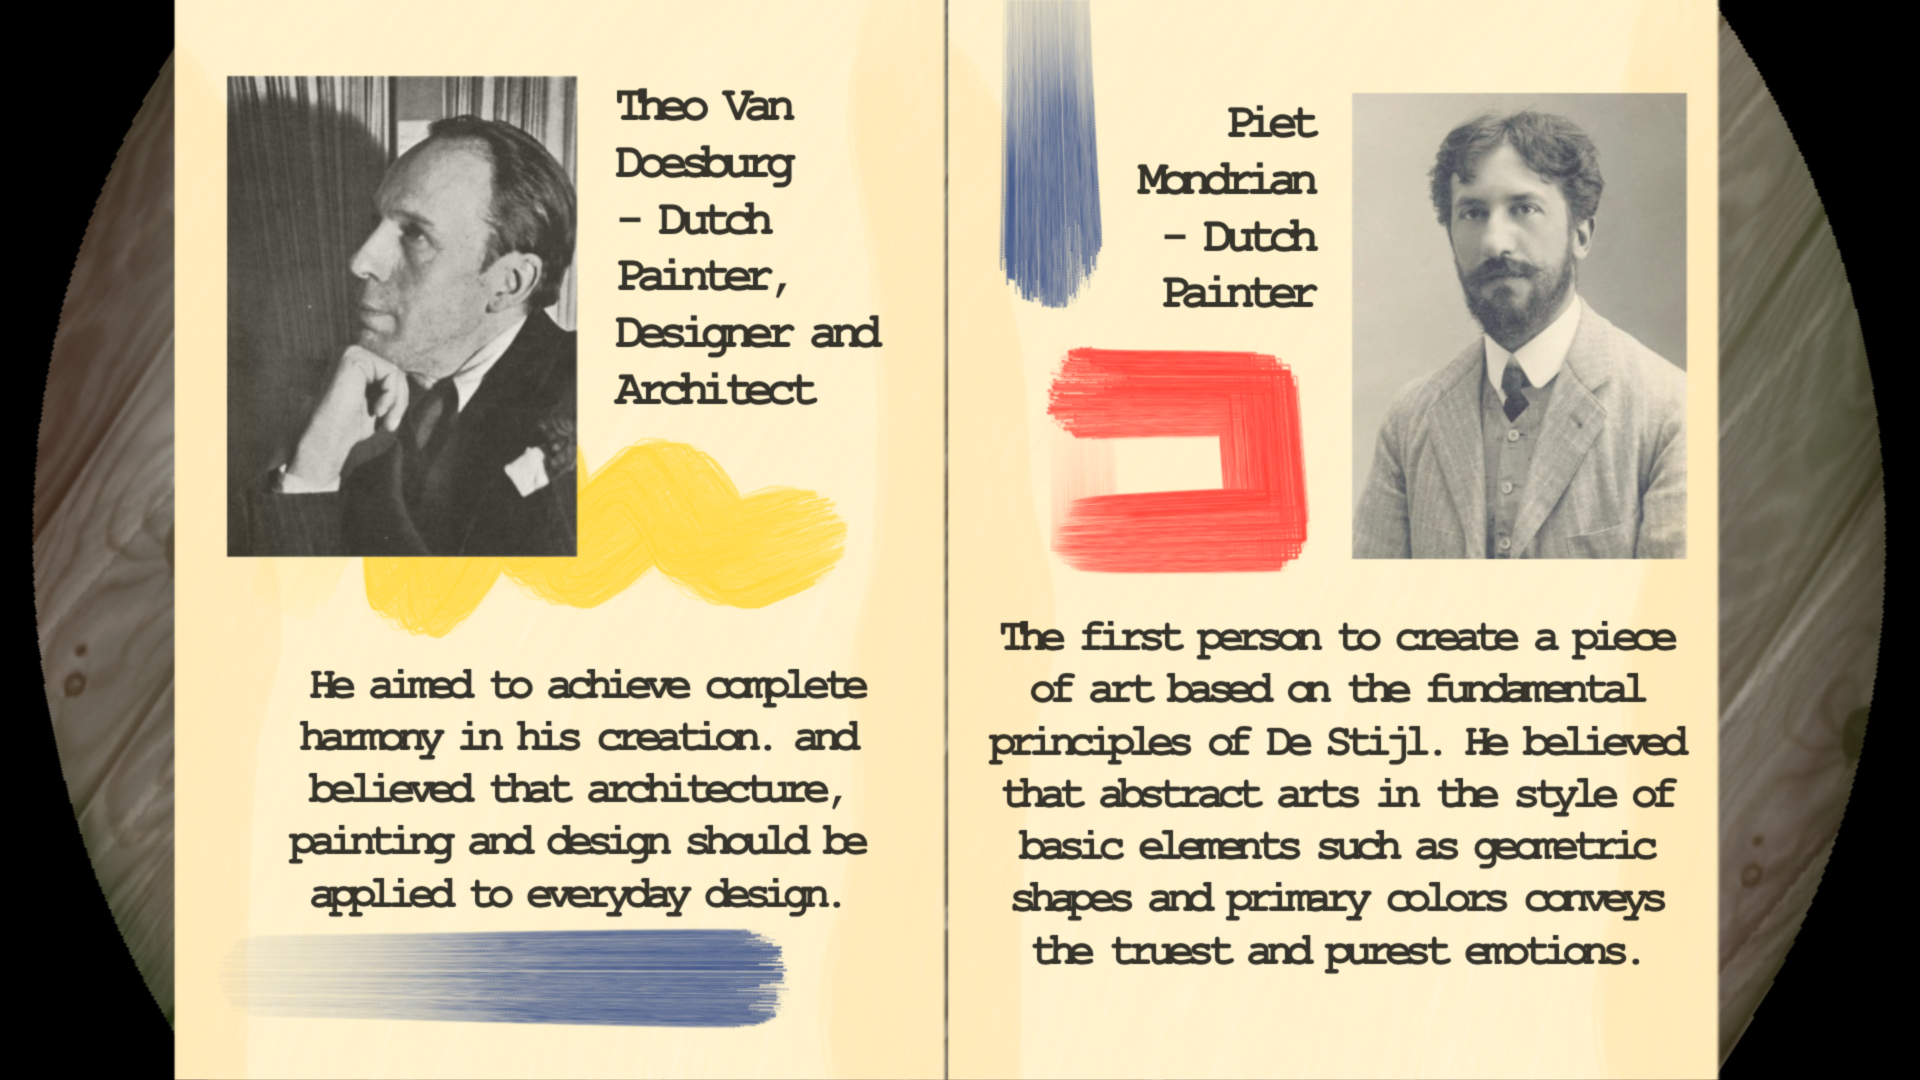 Theo Van
Doesburg
– Dutch
Painter,
Designer and
Architect
He aimed to achieve complete
harmony in his creation. and
believed that architecture,
painting and design should be
applied to everyday design.
Piet
Mondrian
– Dutch
Painter
The first person to create a piece
of art based on the fundamental
principles of De Stijl. He believed
that abstract arts in the style of
basic elements such as geometric
shapes and primary colors conveys
the truest and purest emotions.